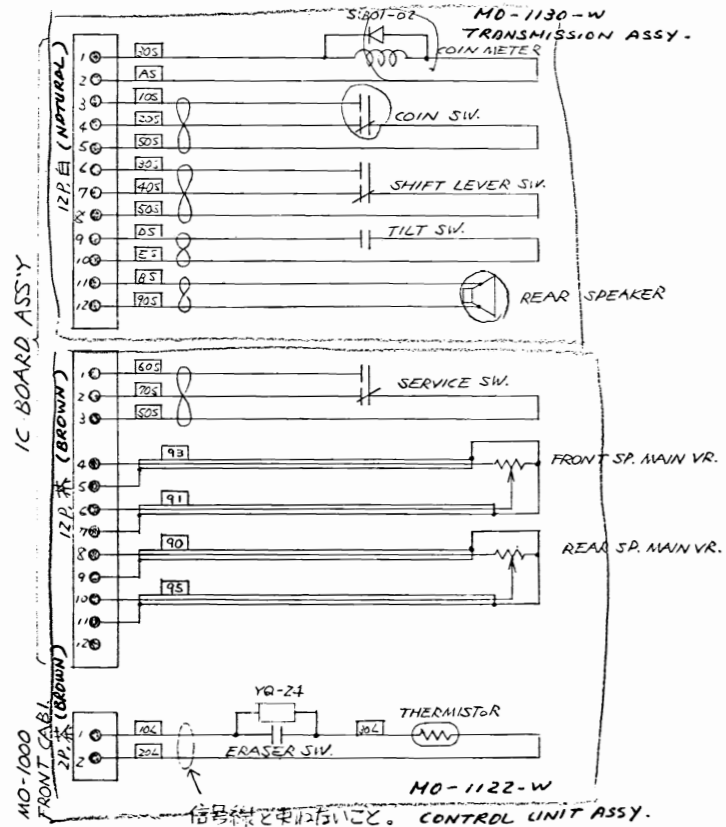 MO-1130-W
TRANSMISSION ASSY.
SIB01-02
COIN METER
1 20S
2 AS
3 10S
4 20S
5 50S
COIN SW.
6 30S
7 40S
8 50S
SHIFT LEVER SW.
9 DS
10 ES
TILT SW.
11 BS
12 90S
REAR SPEAKER
12P. 白 (NATURAL)
IC BOARD ASS'Y
1 60S
2 70S
3 50S
SERVICE SW.
4 93
5
FRONT SP. MAIN VR.
6 91
7
8 90
9
REAR SP. MAIN VR.
10 95
11
12
12P. 茶 (BROWN)
YQ-24
1 10L
2 20L
ERASER SW.
30L
THERMISTOR
2P. 茶 (BROWN)
MO-1000
FRONT CABI.
MO-1122-W
CONTROL UNIT ASSY.
信号線と束ねないこと。